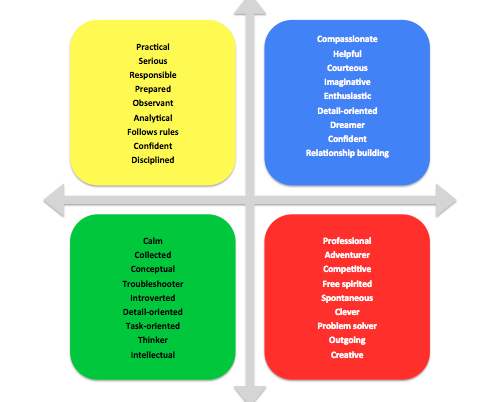 Practical
Serious
Responsible
Prepared
Observant
Analytical
Follows rules
Confident
Disciplined
Compassionate
Helpful
Courteous
Imaginative
Enthusiastic
Detail-oriented
Dreamer
Confident
Relationship building
Calm
Collected
Conceptual
Troubleshooter
Introverted
Detail-oriented
Task-oriented
Thinker
Intellectual
Professional
Adventurer
Competitive
Free spirited
Spontaneous
Clever
Problem solver
Outgoing
Creative